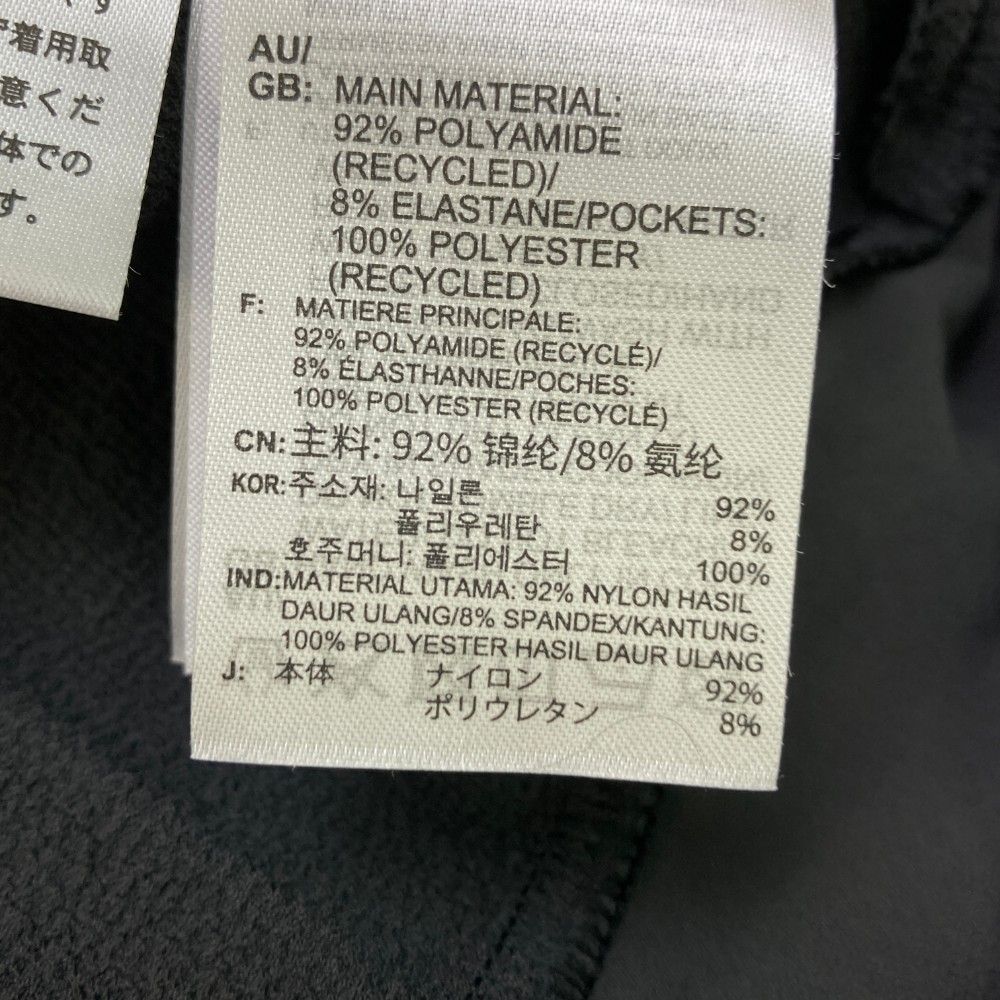 着用取
意くだ
体での
す。
AU/
GB: MAIN MATERIAL:
92% POLYAMIDE
(RECYCLED)/
8% ELASTANE/POCKETS:
100% POLYESTER
(RECYCLED)
F: MATIERE PRINCIPALE:
92% POLYAMIDE (RECYCLÉ)/
8% ÉLASTHANNE/POCHES:
100% POLYESTER (RECYCLÉ)
CN: 主料: 92% 锦纶/8% 氨纶
KOR: 주소재: 나일론 92%
폴리우레탄 8%
호주머니: 폴리에스터 100%
IND: MATERIAL UTAMA: 92% NYLON HASIL
DAUR ULANG/8% SPANDEX/KANTUNG:
100% POLYESTER HASIL DAUR ULANG
J: 本体 ナイロン 92%
ポリウレタン 8%